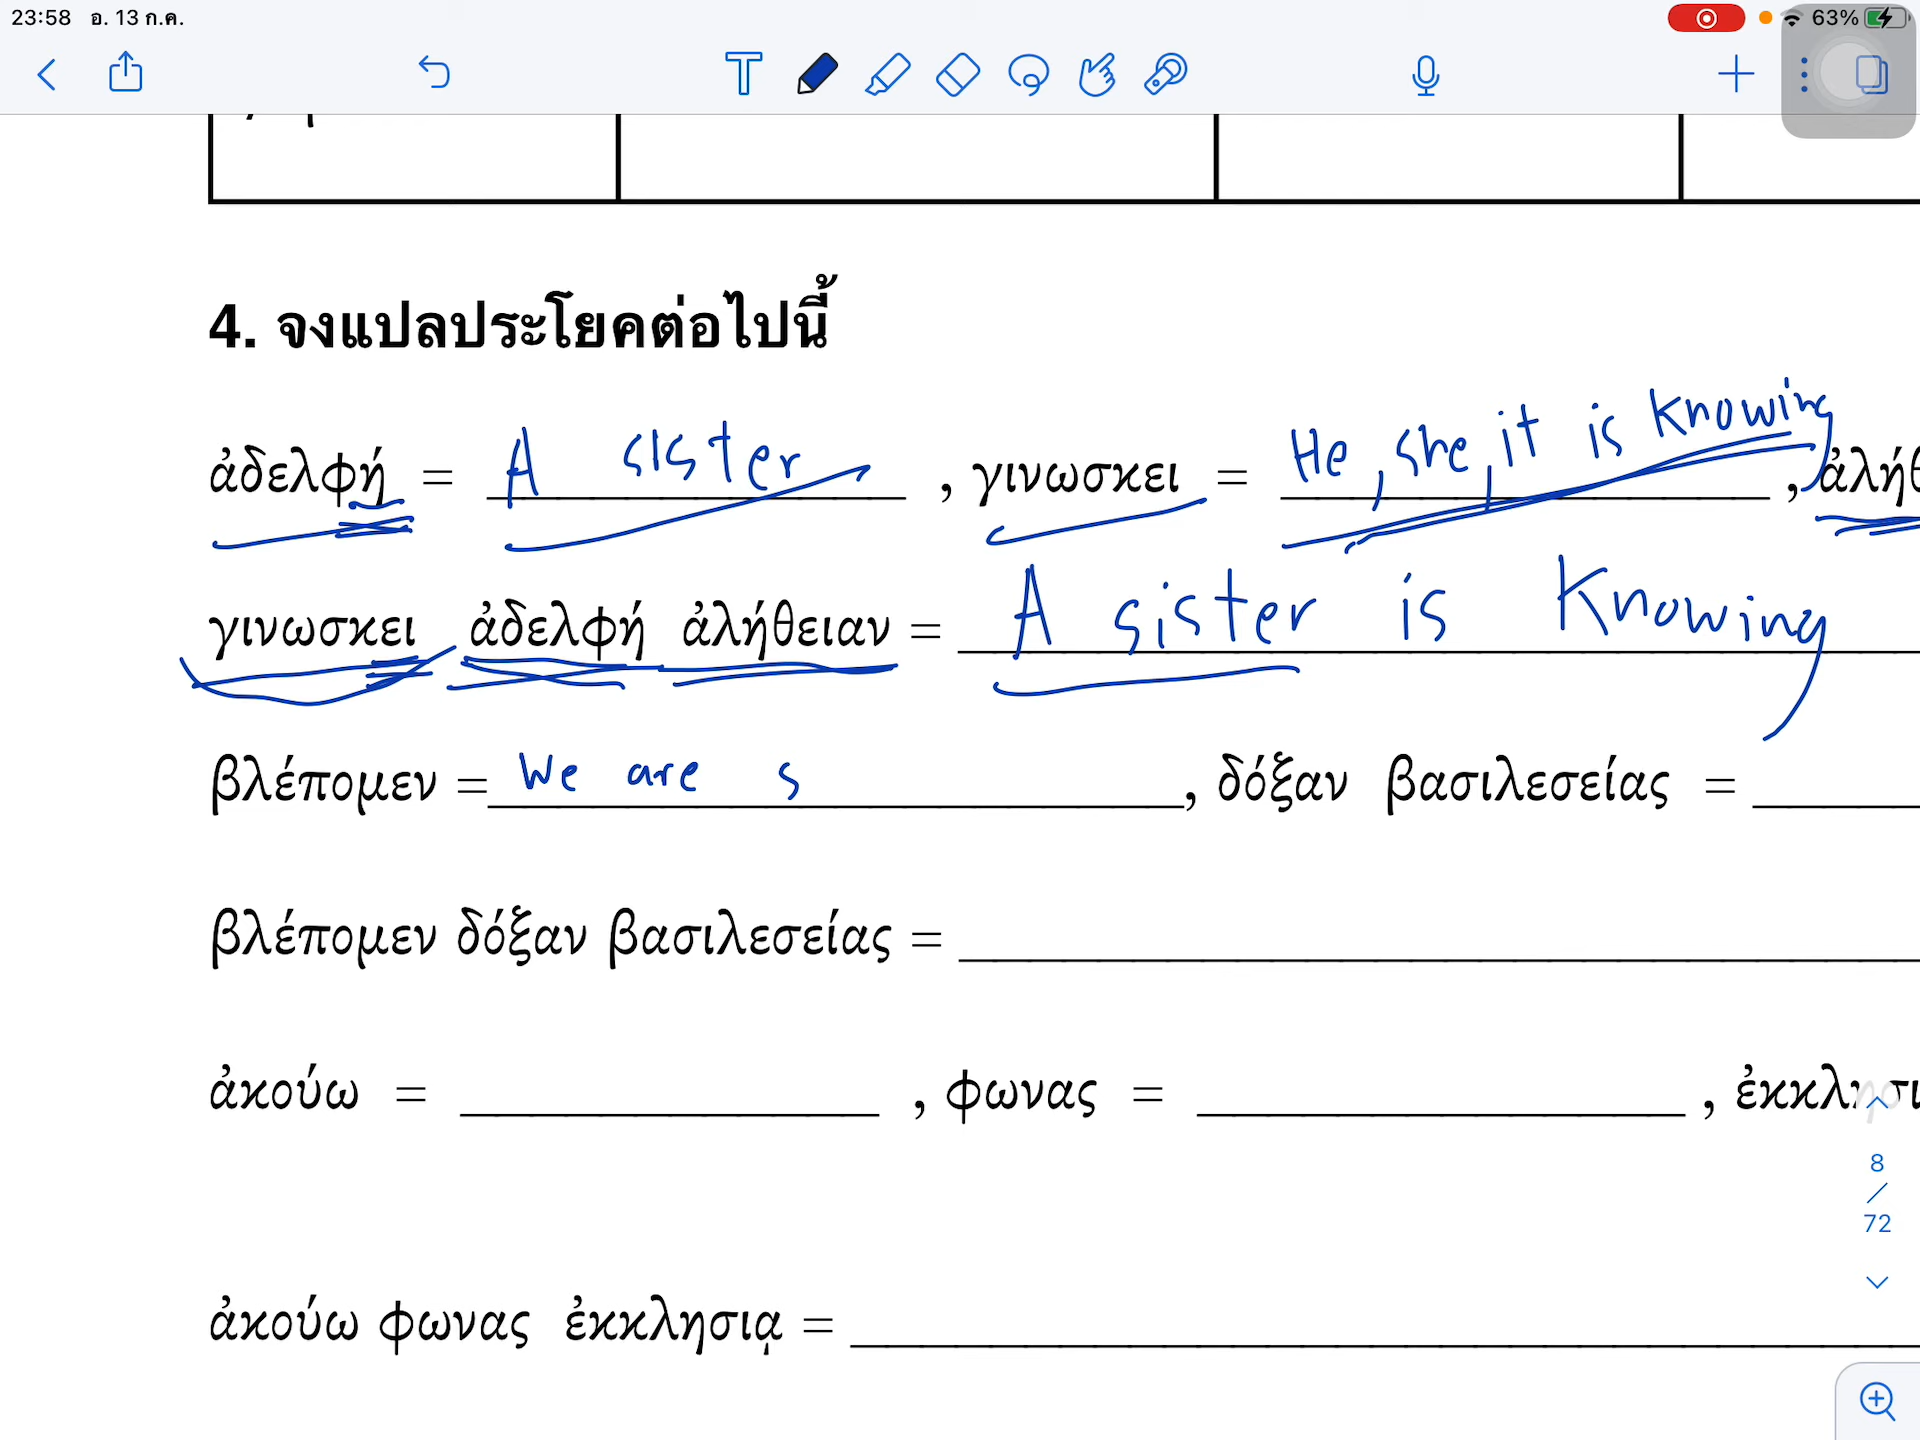 23:58 อ. 13 ก.ค. 63%
4. จงแปลประโยคต่อไปนี้
ἀδελφή = A sister , γινωσκει = He, she, it is Knowing ,
γινωσκει ἀδελφή ἀλήθειαν = A sister is Knowing
βλέπομεν = We are s , δόξαν βασιλεσείας =
βλέπομεν δόξαν βασιλεσείας =
ἀκούω = , φωνας = ,
8
/
72
ἀκούω φωνας ἐκκλησιᾳ =